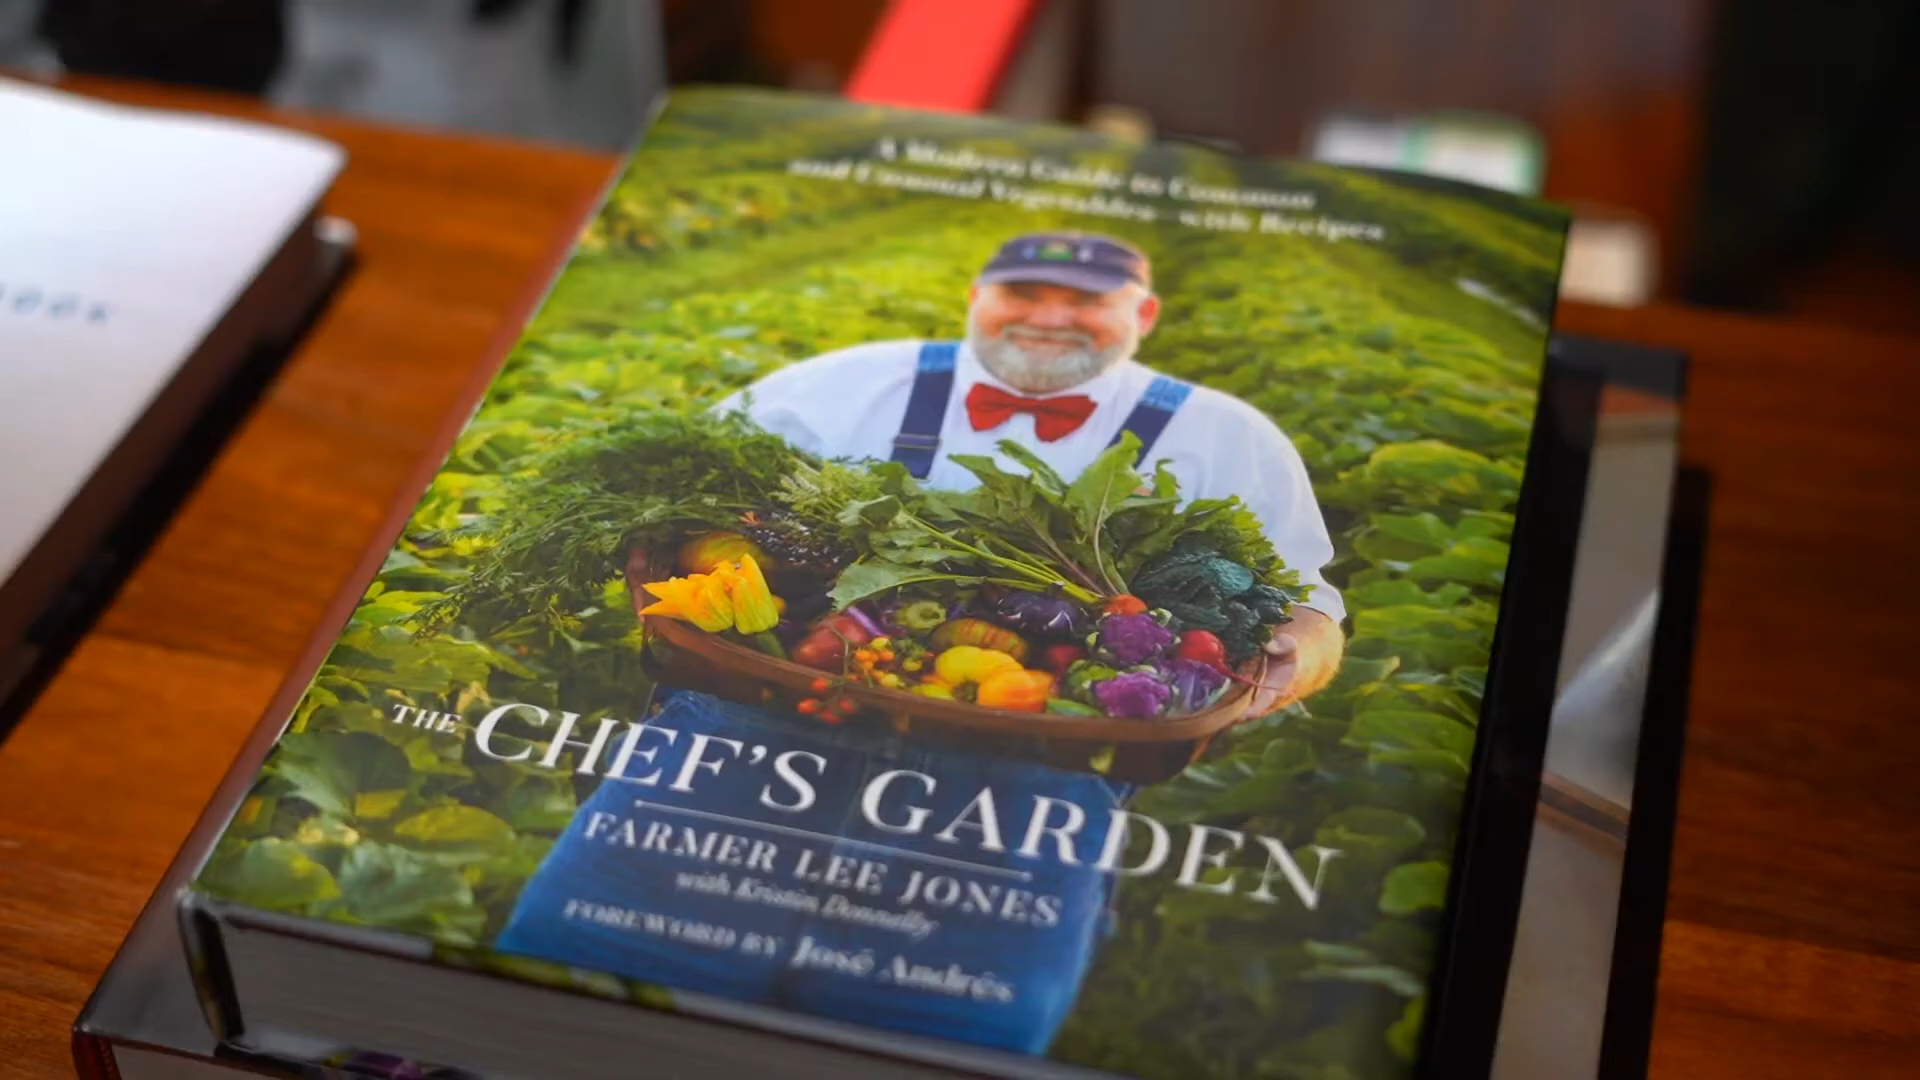 A Modern Guide to Common
and Unusual Vegetables—with Recipes
THE CHEF'S GARDEN
FARMER LEE JONES
with Kristin Donnelly
FOREWORD BY José Andrés